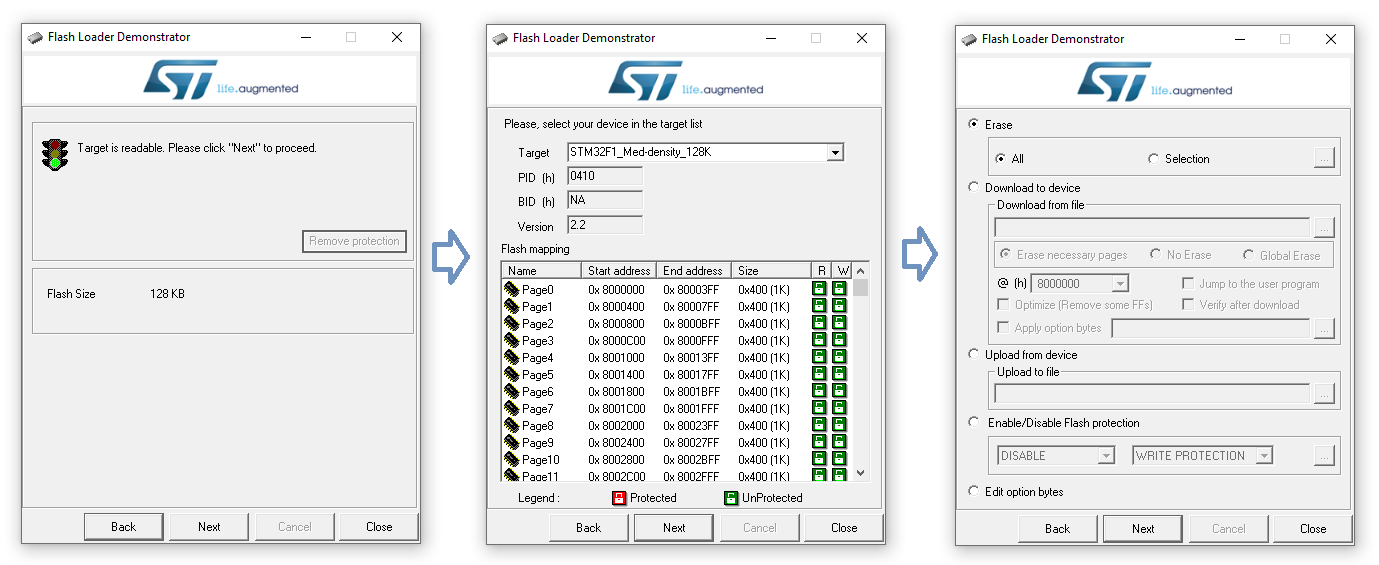 Flash Loader Demonstrator
ST life.augmented
Target is readable. Please click "Next" to proceed.
Remove protection
Flash Size 128 KB
Back Next Cancel Close
Flash Loader Demonstrator
ST life.augmented
Please, select your device in the target list
Target STM32F1_Med-density_128K
PID (h) 0410
BID (h) NA
Version 2.2
Flash mapping
Name Start address End address Size R W
Page0 0x 8000000 0x 80003FF 0x400 (1K)
Page1 0x 8000400 0x 80007FF 0x400 (1K)
Page2 0x 8000800 0x 8000BFF 0x400 (1K)
Page3 0x 8000C00 0x 8000FFF 0x400 (1K)
Page4 0x 8001000 0x 80013FF 0x400 (1K)
Page5 0x 8001400 0x 80017FF 0x400 (1K)
Page6 0x 8001800 0x 8001BFF 0x400 (1K)
Page7 0x 8001C00 0x 8001FFF 0x400 (1K)
Page8 0x 8002000 0x 80023FF 0x400 (1K)
Page9 0x 8002400 0x 80027FF 0x400 (1K)
Page10 0x 8002800 0x 8002BFF 0x400 (1K)
Page11 0x 8002C00 0x 8002FFF 0x400 (1K)
Legend : Protected UnProtected
Back Next Cancel Close
Flash Loader Demonstrator
ST life.augmented
Erase
All Selection ...
Download to device
Download from file
...
Erase necessary pages No Erase Global Erase
@ (h) 8000000 Jump to the user program
Optimize (Remove some FFs) Verify after download
Apply option bytes ...
Upload from device
Upload to file
...
Enable/Disable Flash protection
DISABLE WRITE PROTECTION ...
Edit option bytes
Back Next Cancel Close